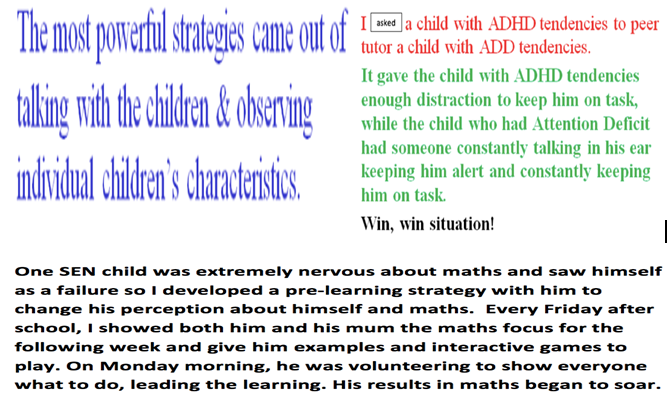 The most powerful strategies came out of
talking with the children & observing
individual children's characteristics.
I asked a child with ADHD tendencies to peer
tutor a child with ADD tendencies.
It gave the child with ADHD tendencies
enough distraction to keep him on task,
while the child who had Attention Deficit
had someone constantly talking in his ear
keeping him alert and constantly keeping
him on task.
Win, win situation!
One SEN child was extremely nervous about maths and saw himself
as a failure so I developed a pre-learning strategy with him to
change his perception about himself and maths. Every Friday after
school, I showed both him and his mum the maths focus for the
following week and give him examples and interactive games to
play. On Monday morning, he was volunteering to show everyone
what to do, leading the learning. His results in maths began to soar.